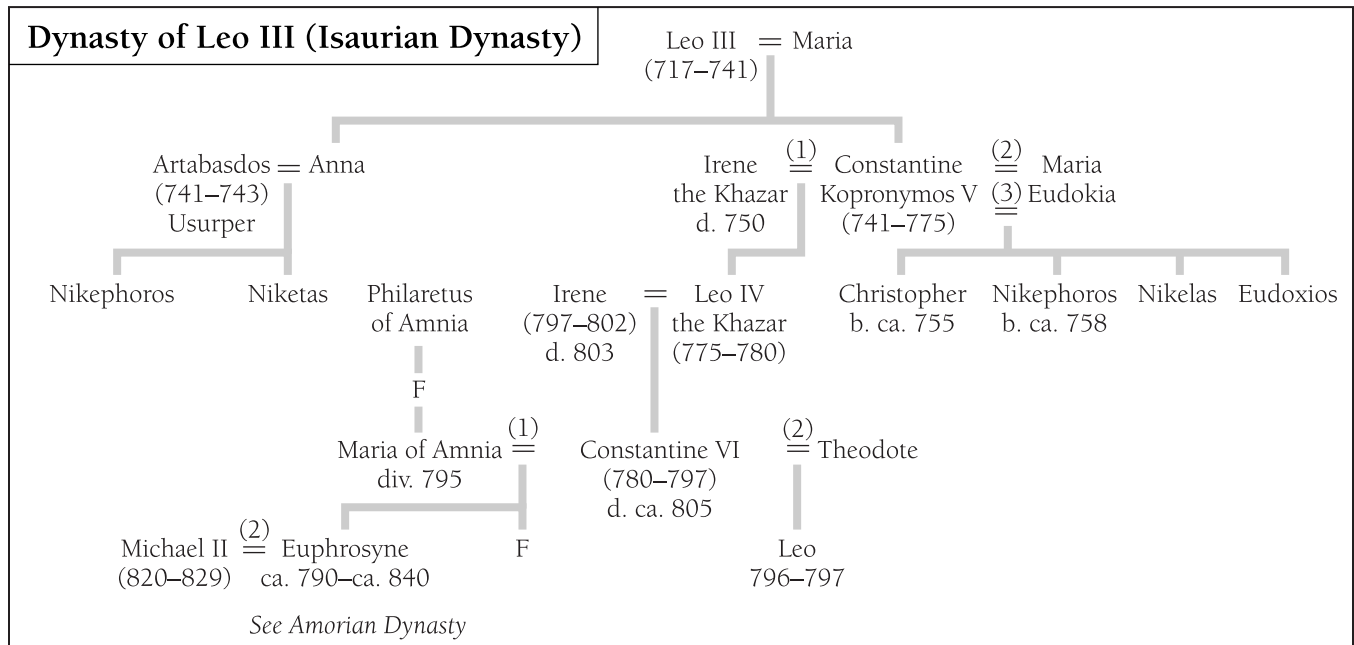 Dynasty of Leo III (Isaurian Dynasty)
Leo III = Maria
(717–741)
Artabasdos = Anna
(741–743)
Usurper
Irene
the Khazar
d. 750
(1)
=
Constantine
Kopronymos V
(741–775)
(2)
=
(3)
=
Maria
Eudokia
Nikephoros
Niketas
Philaretus
of Amnia
Irene
(797–802)
d. 803
=
Leo IV
the Khazar
(775–780)
Christopher
b. ca. 755
Nikephoros
b. ca. 758
Nikelas
Eudoxios
F
Maria of Amnia
div. 795
(1)
=
Constantine VI
(780–797)
d. ca. 805
(2)
=
Theodote
Michael II
(820–829)
(2)
=
Euphrosyne
ca. 790–ca. 840
F
Leo
796–797
See Amorian Dynasty